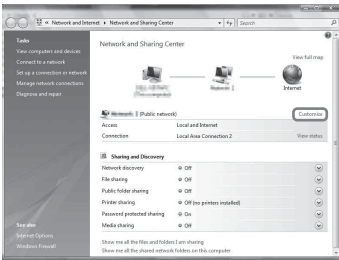 « Network and Internet ▸ Network and Sharing Center
Search
Tasks
View computers and devices
Connect to a network
Set up a connection or network
Manage network connections
Diagnose and repair
Network and Sharing Center
View full map
Internet
(Public network)
Customize
Access Local and Internet
Connection Local Area Connection 2 View status
Sharing and Discovery
Network discovery Off
File sharing Off
Public folder sharing Off
Printer sharing Off (no printers installed)
Password protected sharing On
Media sharing Off
Show me all the files and folders I am sharing
Show me all the shared network folders on this computer
See also
Internet Options
Windows Firewall